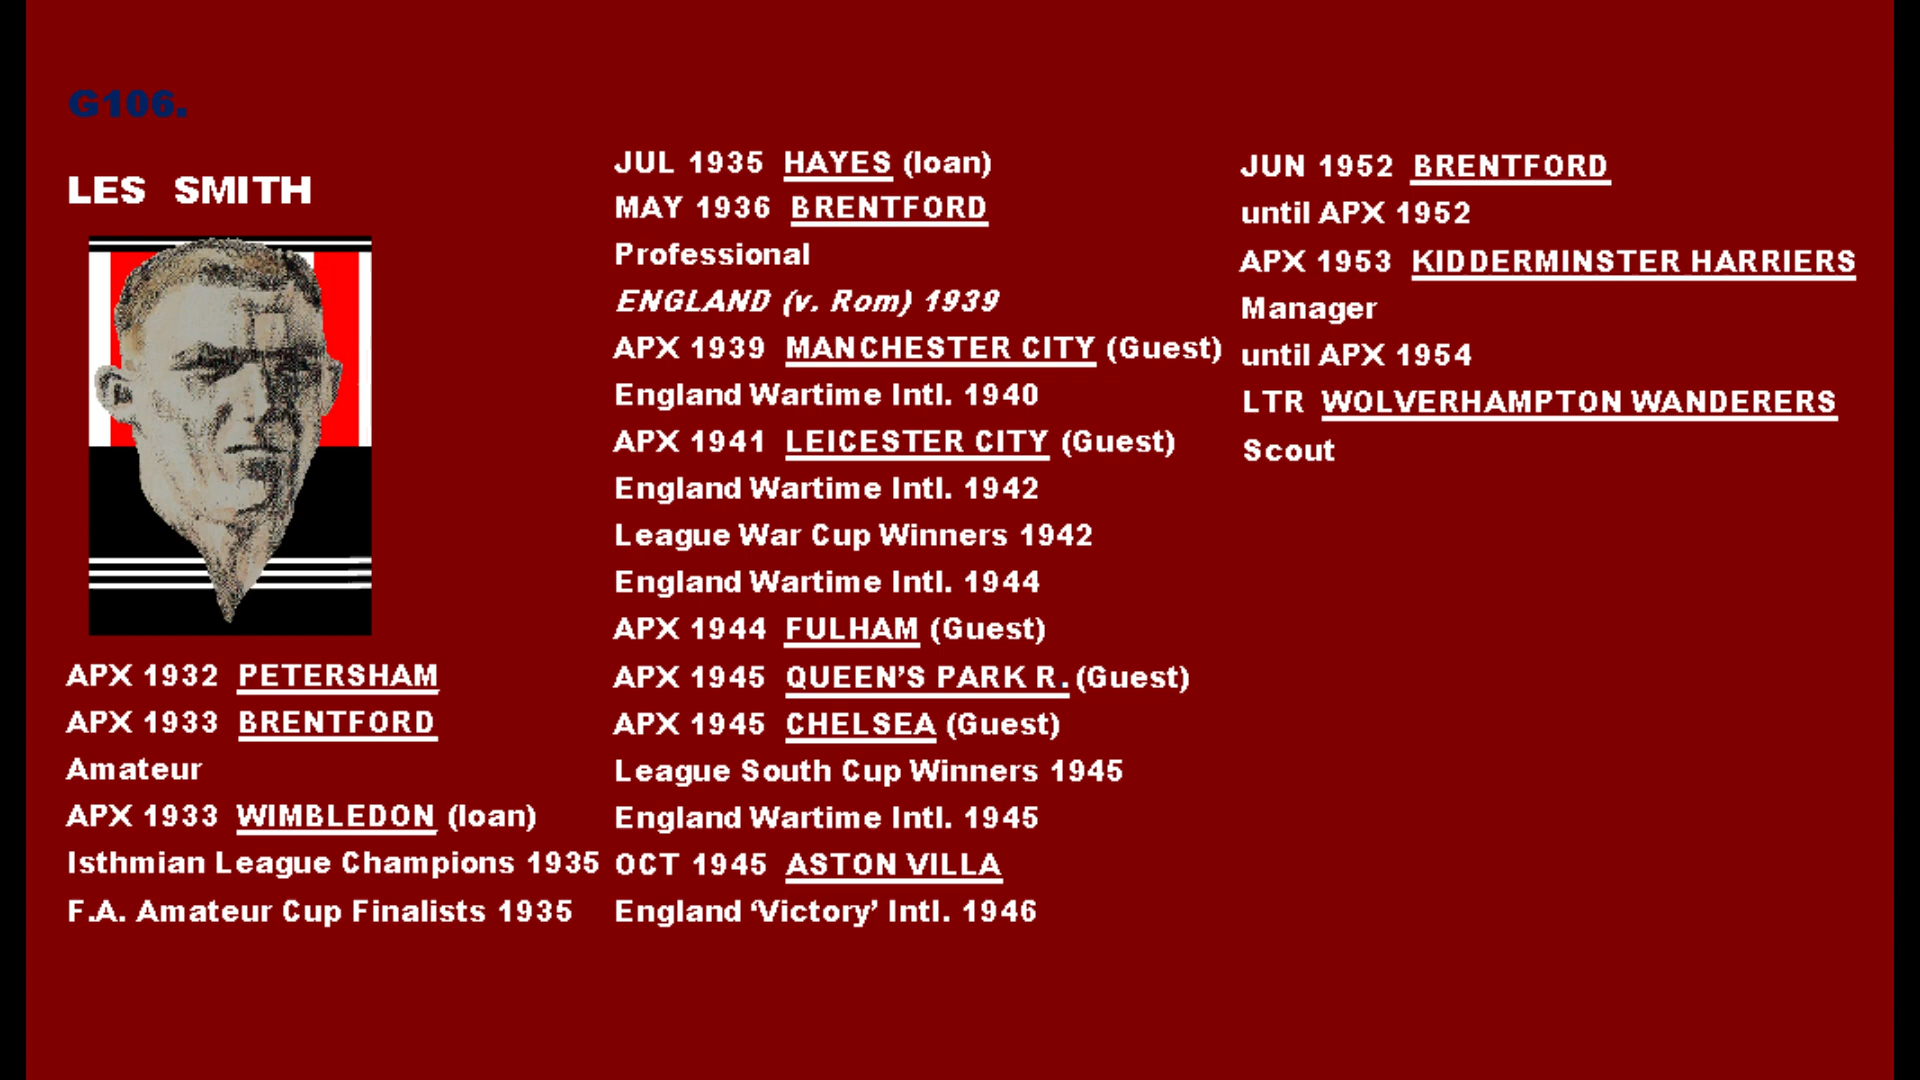 G106.
LES SMITH
APX 1932 PETERSHAM
APX 1933 BRENTFORD
Amateur
APX 1933 WIMBLEDON (loan)
Isthmian League Champions 1935
F.A. Amateur Cup Finalists 1935
JUL 1935 HAYES (loan)
MAY 1936 BRENTFORD
Professional
ENGLAND (v. Rom) 1939
APX 1939 MANCHESTER CITY (Guest)
England Wartime Intl. 1940
APX 1941 LEICESTER CITY (Guest)
England Wartime Intl. 1942
League War Cup Winners 1942
England Wartime Intl. 1944
APX 1944 FULHAM (Guest)
APX 1945 QUEEN’S PARK R. (Guest)
APX 1945 CHELSEA (Guest)
League South Cup Winners 1945
England Wartime Intl. 1945
OCT 1945 ASTON VILLA
England ‘Victory’ Intl. 1946
JUN 1952 BRENTFORD
until APX 1952
APX 1953 KIDDERMINSTER HARRIERS
Manager
until APX 1954
LTR WOLVERHAMPTON WANDERERS
Scout